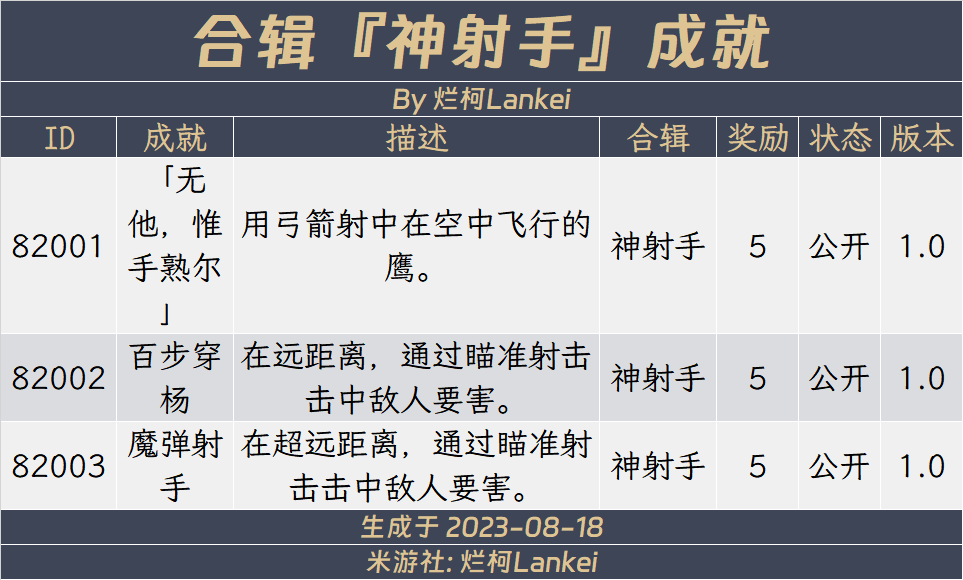 合辑『神射手』成就
By 烂柯Lankei
ID 成就 描述 合辑 奖励 状态 版本
82001 「无他，惟手熟尔」 用弓箭射中在空中飞行的鹰。 神射手 5 公开 1.0
82002 百步穿杨 在远距离，通过瞄准射击击中敌人要害。 神射手 5 公开 1.0
82003 魔弹射手 在超远距离，通过瞄准射击击中敌人要害。 神射手 5 公开 1.0
生成于 2023-08-18
米游社: 烂柯Lankei